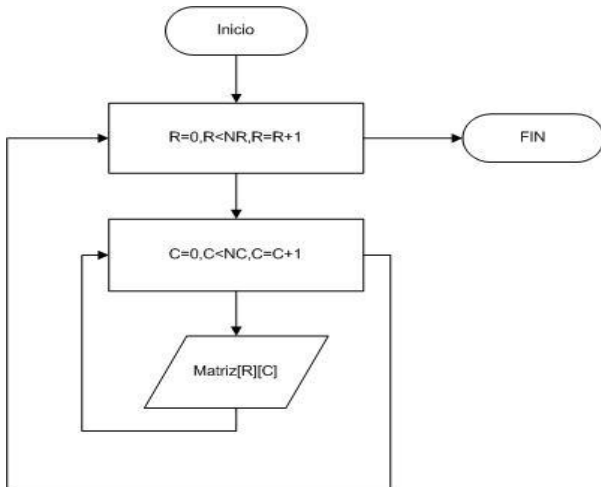 Inicio
R=0,R<NR,R=R+1
FIN
C=0,C<NC,C=C+1
Matriz[R][C]